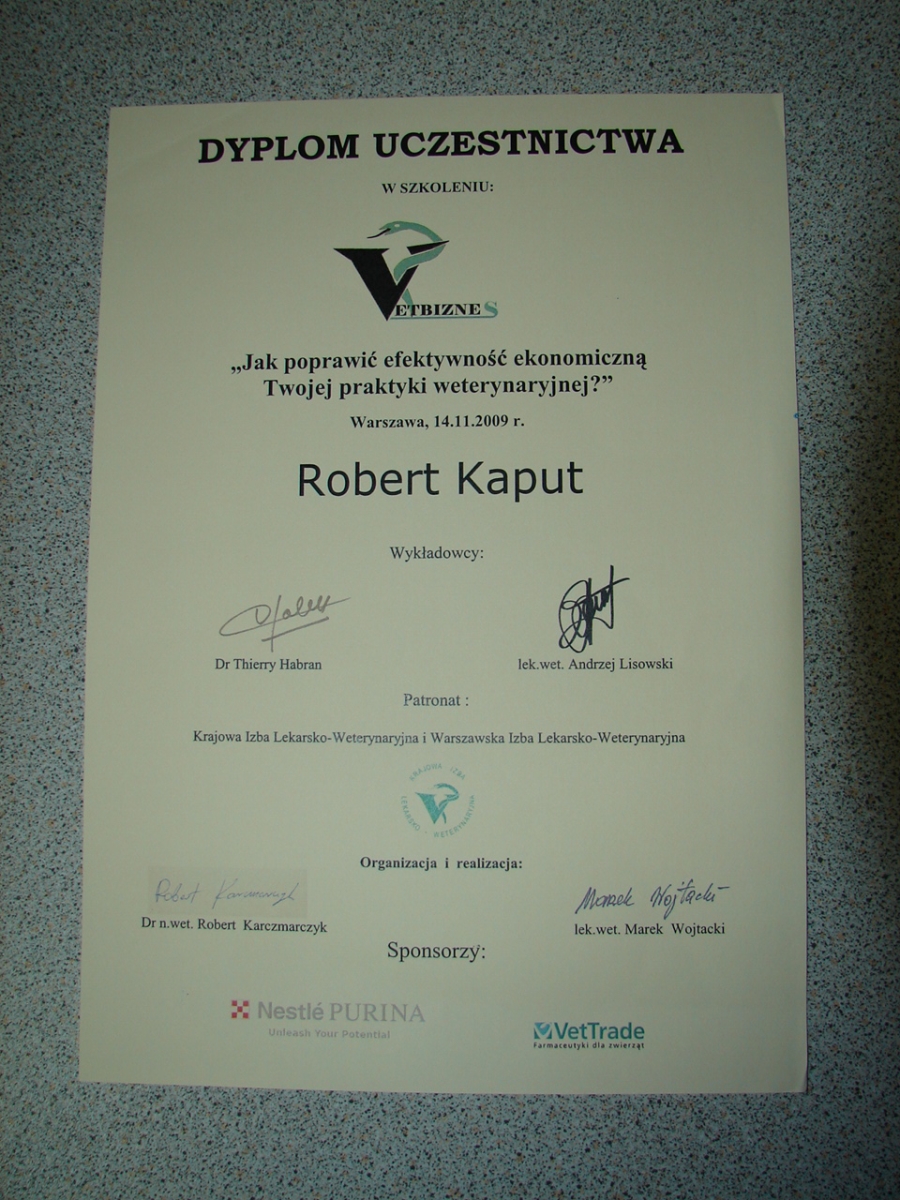 DYPLOM UCZESTNICTWA
W SZKOLENIU:
VETBIZNES
„Jak poprawić efektywność ekonomiczną
Twojej praktyki weterynaryjnej?”
Warszawa, 14.11.2009 r.
Robert Kaput
Wykładowcy:
Dr Thierry Habran lek.wet. Andrzej Lisowski
Patronat :
Krajowa Izba Lekarsko-Weterynaryjna i Warszawska Izba Lekarsko-Weterynaryjna
KRAJOWA IZBA
LEKARSKO - WETERYNARYJNA
Organizacja i realizacja:
Robert Karczmarczyk Marek Wojtacki
Dr n.wet. Robert Karczmarczyk lek.wet. Marek Wojtacki
Sponsorzy:
Nestlé PURINA
Unleash Your Potential
VetTrade
Farmaceutyki dla zwierząt